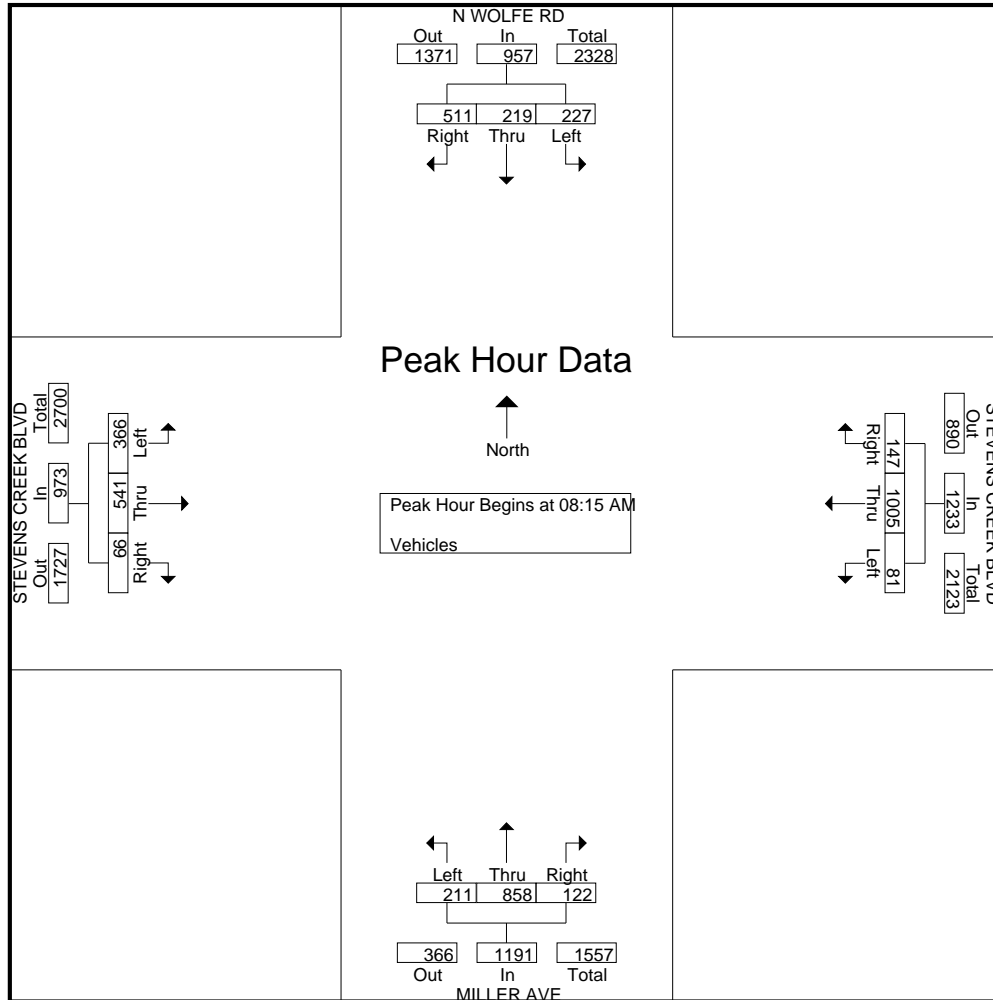 N WOLFE RD
Out In Total
1371 957 2328
511 219 227
Right Thru Left
Peak Hour Data
North
Peak Hour Begins at 08:15 AM
Vehicles
STEVENS CREEK BLVD
Total In Out
2700 973 1727
366 541 66
Left Thru Right
STEVENS CREEK BLVD
Out In Total
890 1233 2123
147 1005 81
Right Thru Left
Left Thru Right
211 858 122
366 1191 1557
Out In Total
MILLER AVE